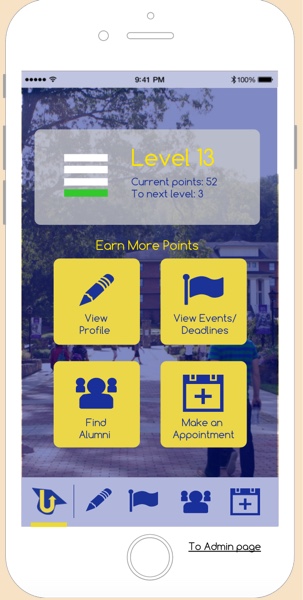 9:41 PM
100%
Level 13
Current points: 52
To next level: 3
Earn More Points
View
Profile
View Events/
Deadlines
Find
Alumni
Make an
Appointment
U
To Admin page